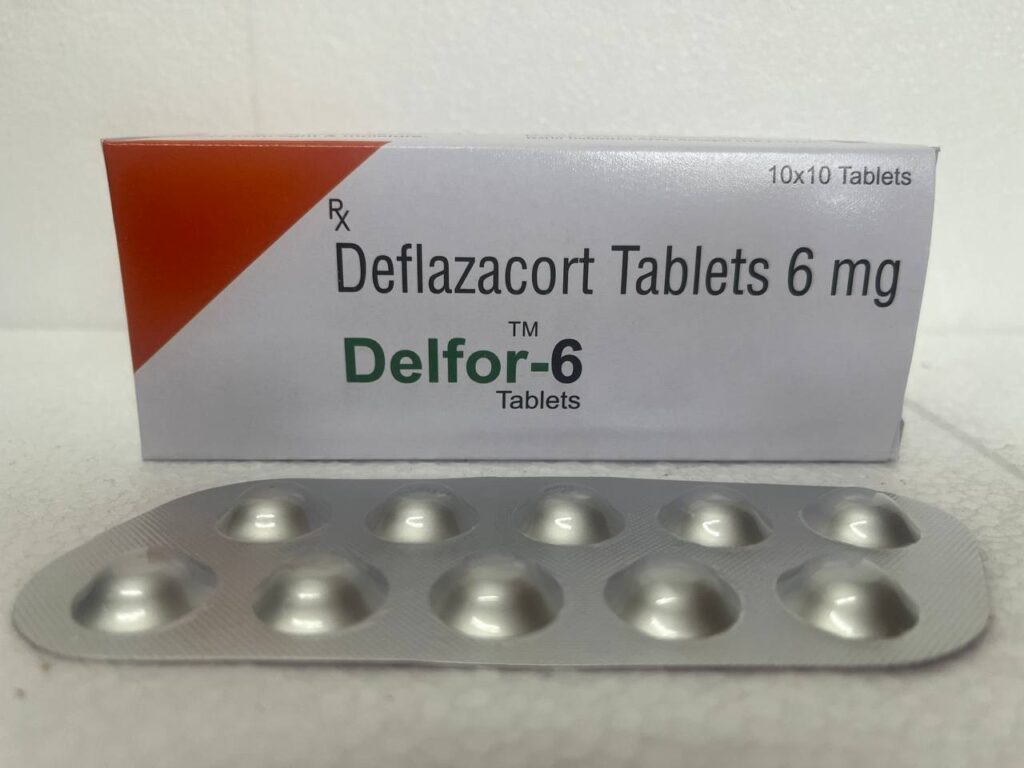 10x10 Tablets
Rx
Deflazacort Tablets 6 mg
Delfor-6
TM
Tablets